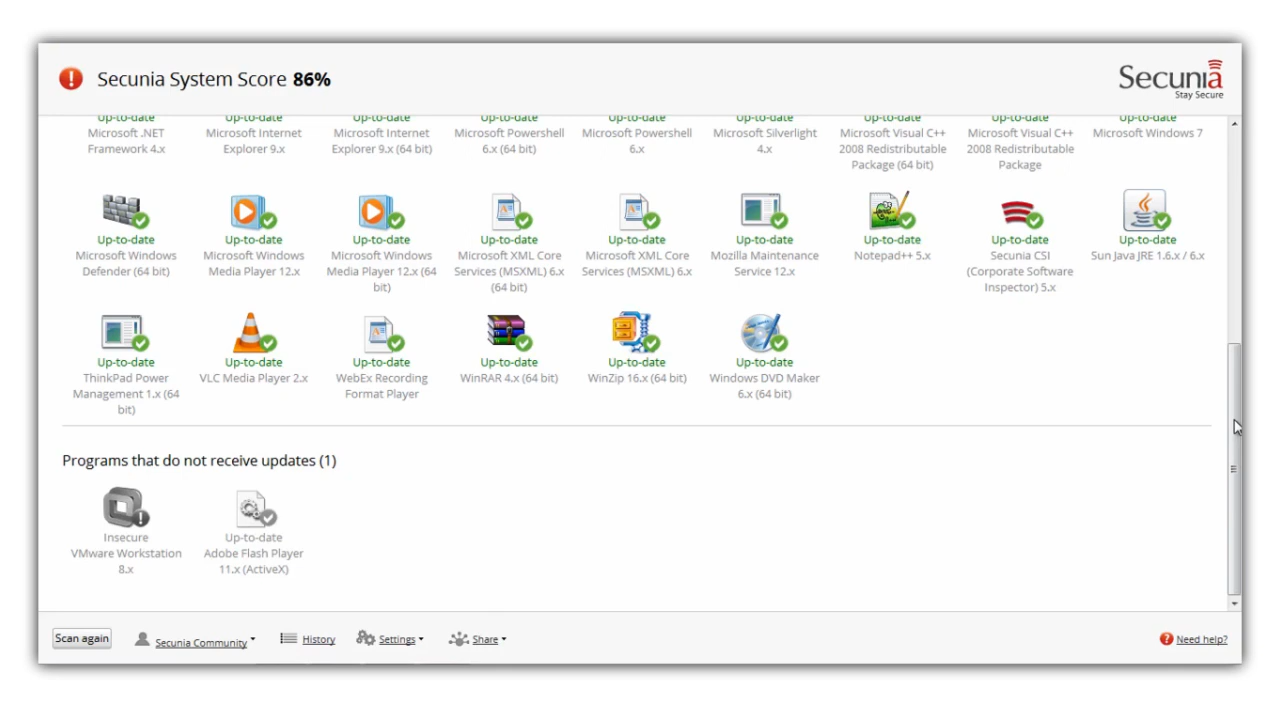 Secunia System Score 86%
Secunia
Stay Secure
Up-to-date Up-to-date Up-to-date Up-to-date Up-to-date Up-to-date Up-to-date Up-to-date Up-to-date
Microsoft .NET Microsoft Internet Microsoft Internet Microsoft Powershell Microsoft Powershell Microsoft Silverlight Microsoft Visual C++ Microsoft Visual C++ Microsoft Windows 7
Framework 4.x Explorer 9.x Explorer 9.x (64 bit) 6.x (64 bit) 6.x 4.x 2008 Redistributable 2008 Redistributable
Package (64 bit) Package
Up-to-date Up-to-date Up-to-date Up-to-date Up-to-date Up-to-date Up-to-date Up-to-date Up-to-date
Microsoft Windows Microsoft Windows Microsoft Windows Microsoft XML Core Microsoft XML Core Mozilla Maintenance Notepad++ 5.x Secunia CSI Sun Java JRE 1.6.x / 6.x
Defender (64 bit) Media Player 12.x Media Player 12.x (64 Services (MSXML) 6.x Services (MSXML) 6.x Service 12.x (Corporate Software
bit) (64 bit) Inspector) 5.x
Up-to-date Up-to-date Up-to-date Up-to-date Up-to-date Up-to-date
ThinkPad Power VLC Media Player 2.x WebEx Recording WinRAR 4.x (64 bit) WinZip 16.x (64 bit) Windows DVD Maker
Management 1.x (64 Format Player 6.x (64 bit)
bit)
Programs that do not receive updates (1)
Insecure Up-to-date
VMware Workstation Adobe Flash Player
8.x 11.x (ActiveX)
Scan again Secunia Community History Settings Share Need help?